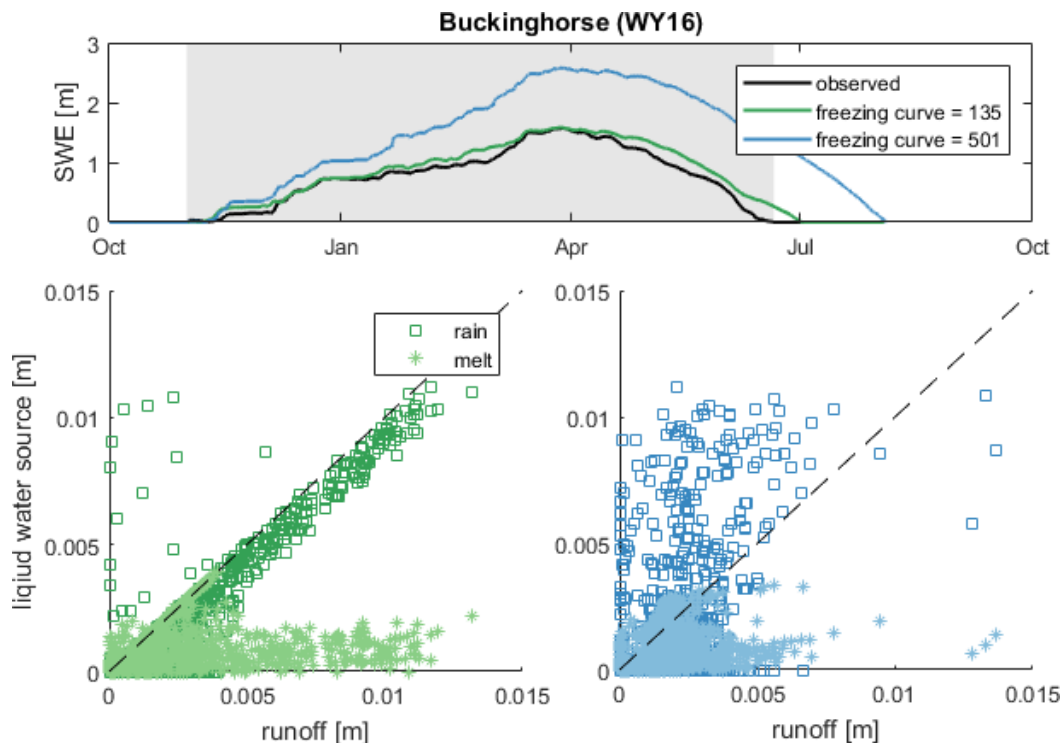 Buckinghorse (WY16)
SWE [m]
3
2
1
0
observed
freezing curve = 135
freezing curve = 501
Oct
Jan
Apr
Jul
Oct
liqiud water source [m]
0.015
0.01
0.005
0
rain
melt
0
0.005
0.01
0.015
runoff [m]
0.015
0.01
0.005
0
0
0.005
0.01
0.015
runoff [m]